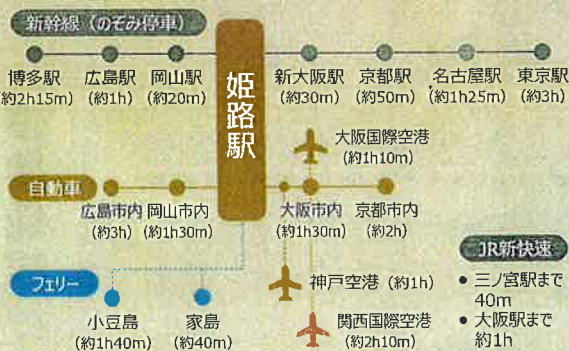 新幹線（のぞみ停車）
姫路駅
博多駅 広島駅 岡山駅 新大阪駅 京都駅 名古屋駅 東京駅
(約2h15m) (約1h) (約20m) (約30m) (約50m) (約1h25m) (約3h)
大阪国際空港
(約1h10m)
自動車
広島市内 岡山市内 大阪市内 京都市内
(約3h) (約1h30m) (約1h30m) (約2h)
フェリー
小豆島 家島
(約1h40m) (約40m)
神戸空港 (約1h)
関西国際空港
(約2h10m)
JR新快速
● 三ノ宮駅まで
40m
● 大阪駅まで
約1h